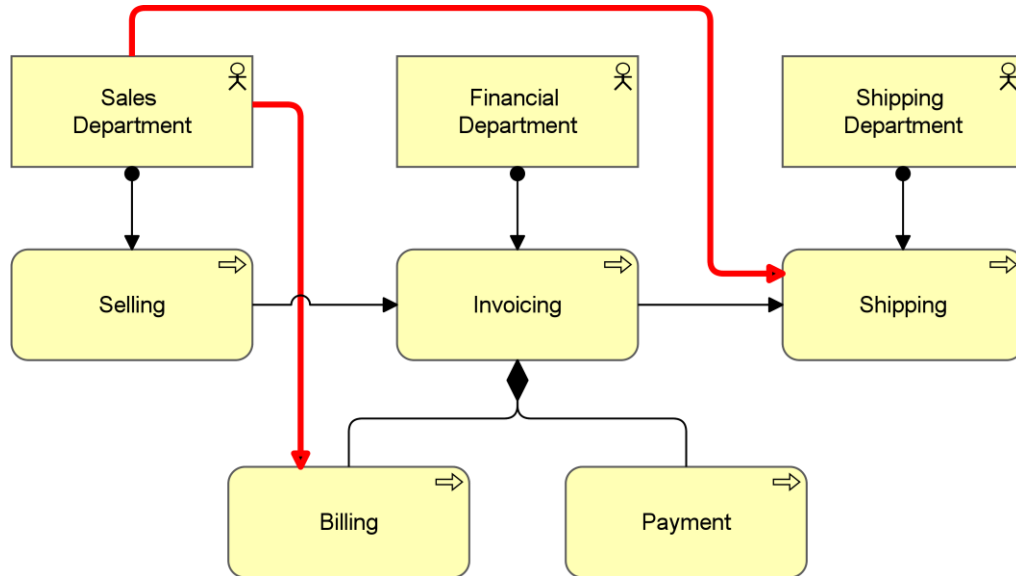 Sales
Department
Financial
Department
Shipping
Department
Selling
Invoicing
Shipping
Billing
Payment